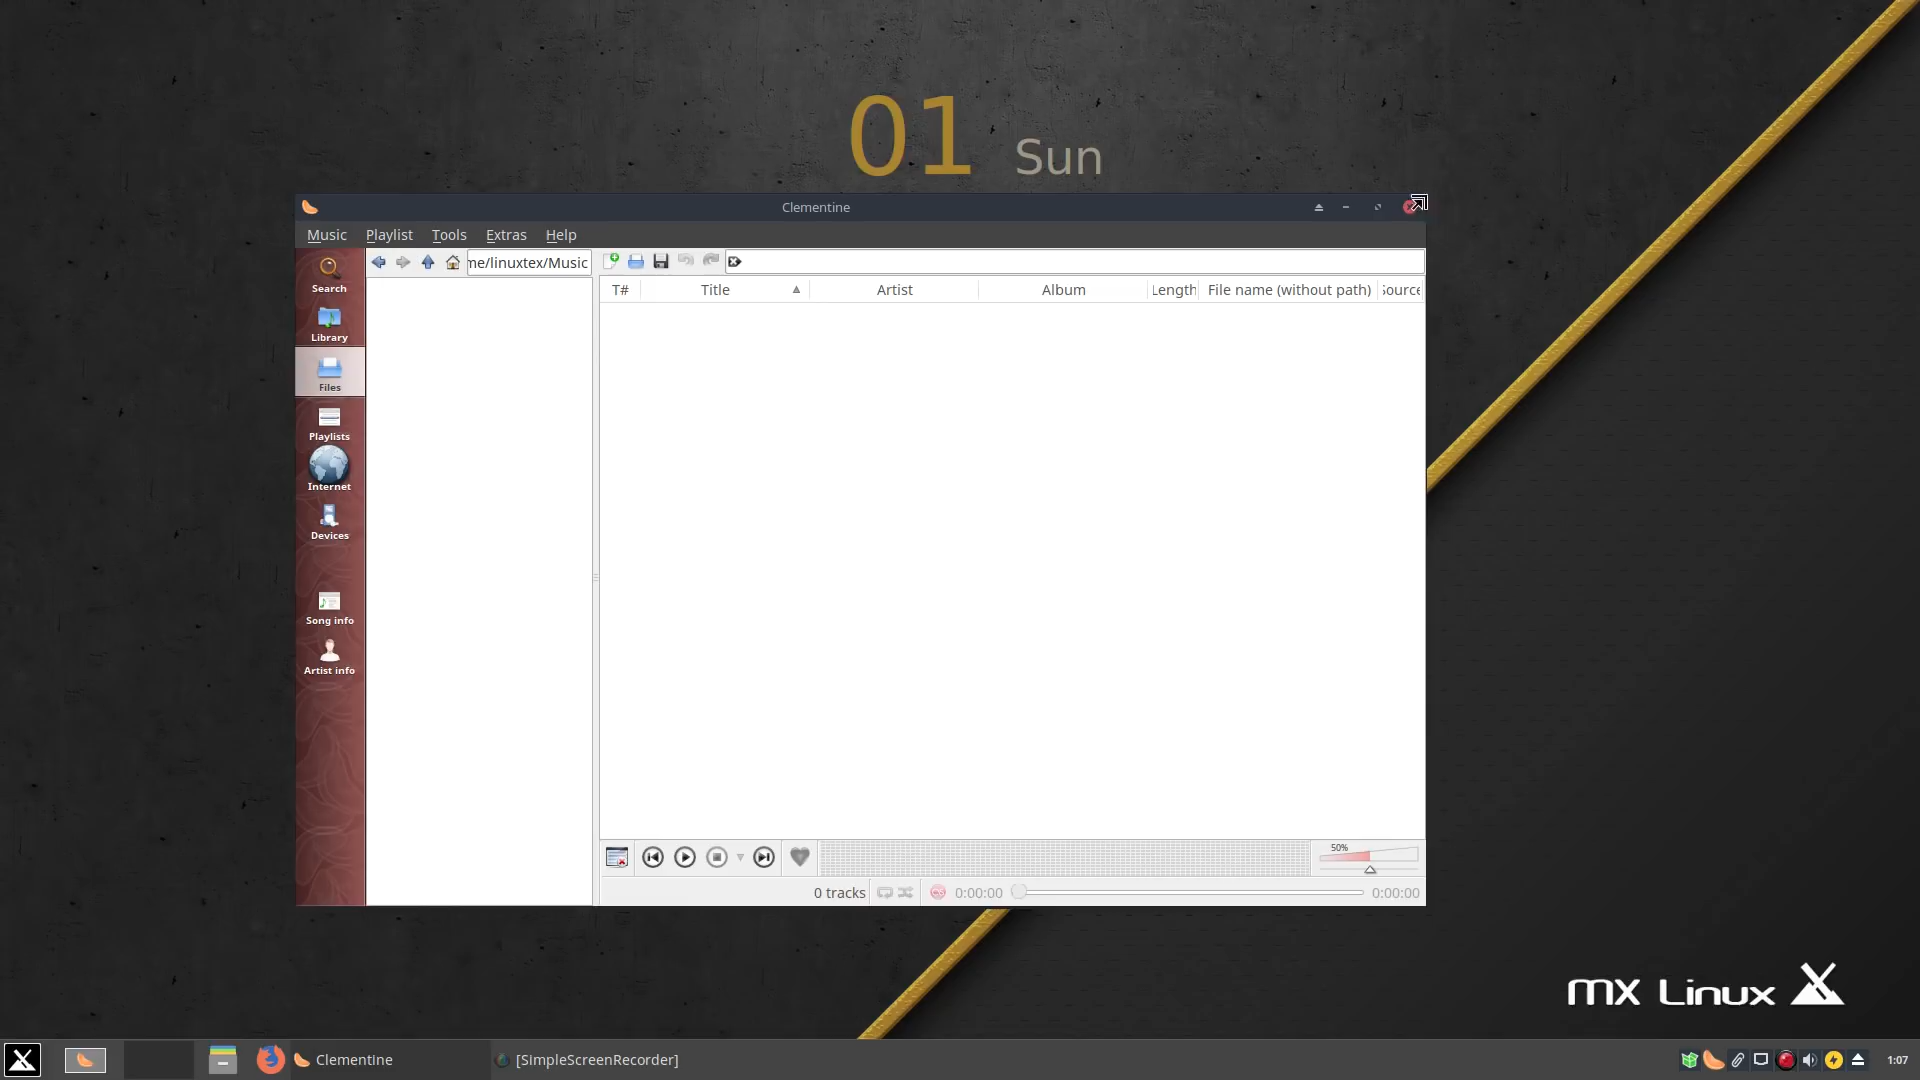 01 Sun
Clementine
Music Playlist Tools Extras Help
me/linuxtex/Music
Search
Library
Files
Playlists
Internet
Devices
Song info
Artist info
T# Title Artist Album Length File name (without path) Source
50%
0 tracks 0:00:00 0:00:00
mx Linux
Clementine [SimpleScreenRecorder] 1:07